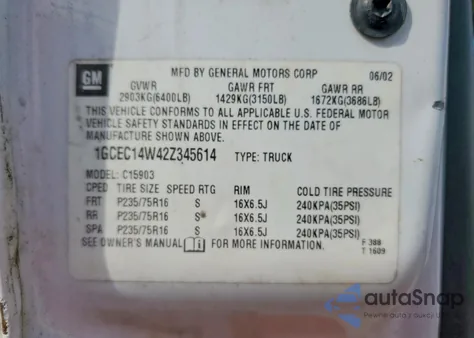 GM
MFD BY GENERAL MOTORS CORP 06/02
GVWR GAWR FRT GAWR RR
2903KG(6400LB) 1429KG(3150LB) 1672KG(3686LB)
THIS VEHICLE CONFORMS TO ALL APPLICABLE U.S. FEDERAL MOTOR
VEHICLE SAFETY STANDARDS IN EFFECT ON THE DATE OF
MANUFACTURE SHOWN ABOVE.
1GCEC14W42Z345614 TYPE: TRUCK
MODEL: C15903
CPED TIRE SIZE SPEED RTG RIM COLD TIRE PRESSURE
FRT P235/75R16 S 16X6.5J 240KPA(35PSI)
RR P235/75R16 S 16X6.5J 240KPA(35PSI)
SPA P235/75R16 S 16X6.5J 240KPA(35PSI)
SEE OWNER'S MANUAL FOR MORE INFORMATION. F 388
T 1609
autoSnap